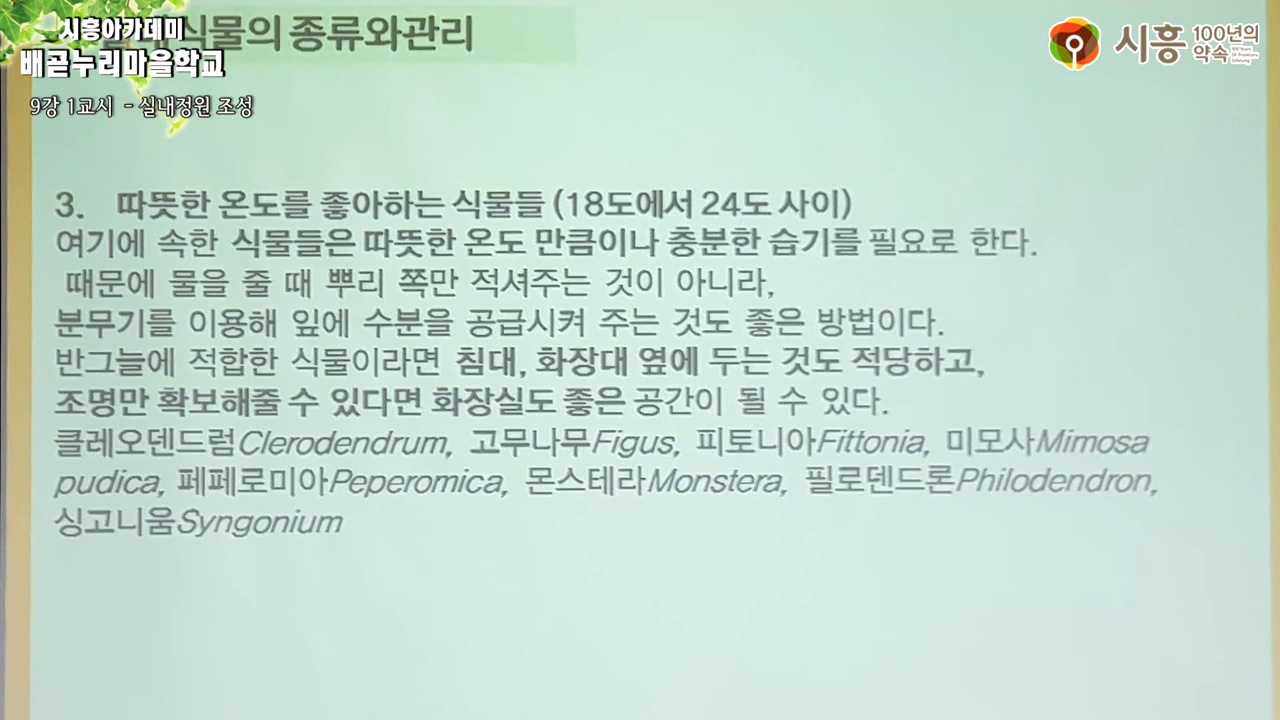 시흥아카데미
배곧누리마을학교
9강 1교시 - 실내정원 조성
식물의 종류와관리
시흥 100년의 약속
3. 따뜻한 온도를 좋아하는 식물들 (18도에서 24도 사이)
여기에 속한 식물들은 따뜻한 온도 만큼이나 충분한 습기를 필요로 한다.
때문에 물을 줄 때 뿌리 쪽만 적셔주는 것이 아니라,
분무기를 이용해 잎에 수분을 공급시켜 주는 것도 좋은 방법이다.
반그늘에 적합한 식물이라면 침대, 화장대 옆에 두는 것도 적당하고,
조명만 확보해줄 수 있다면 화장실도 좋은 공간이 될 수 있다.
클레오덴드럼Clerodendrum, 고무나무Figus, 피토니아Fittonia, 미모사Mimosa
pudica, 페페로미아Peperomica, 몬스테라Monstera, 필로덴드론Philodendron,
싱고니움Syngonium